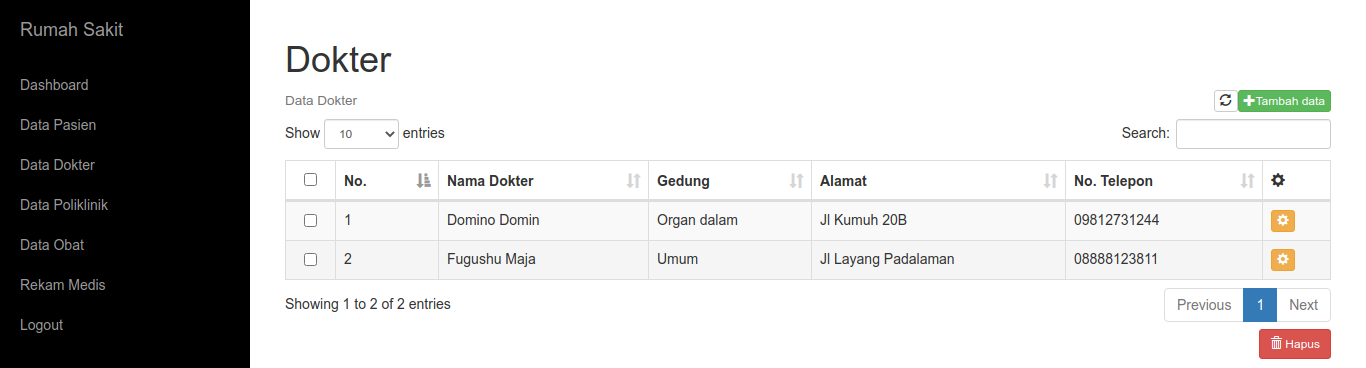 Rumah Sakit
Dashboard
Data Pasien
Data Dokter
Data Poliklinik
Data Obat
Rekam Medis
Logout
Dokter
Data Dokter
Tambah data
Show 10 entries
Search:
No. Nama Dokter Gedung Alamat No. Telepon
1 Domino Domin Organ dalam Jl Kumuh 20B 09812731244
2 Fugushu Maja Umum Jl Layang Padalaman 08888123811
Showing 1 to 2 of 2 entries
Previous 1 Next
Hapus